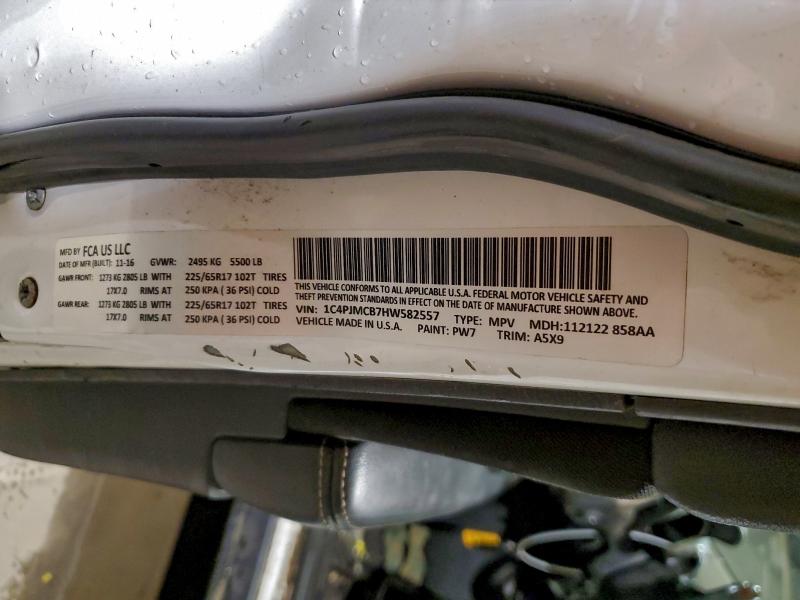 MFD BY FCA US LLC
DATE OF MFR (BUILT): 11-16 GVWR: 2495 KG 5500 LB
GAWR FRONT: 1273 KG 2805 LB WITH 225/65R17 102T TIRES
17X7.0 RIMS AT 250 KPA ( 36 PSI) COLD
GAWR REAR: 1273 KG 2805 LB WITH 225/65R17 102T TIRES
17X7.0 RIMS AT 250 KPA ( 36 PSI) COLD
THIS VEHICLE CONFORMS TO ALL APPLICABLE U.S.A. FEDERAL MOTOR VEHICLE SAFETY AND
THEFT PREVENTION STANDARDS IN EFFECT ON THE DATE OF MANUFACTURE SHOWN ABOVE.
VIN: 1C4PJMCB7HW582557 TYPE: MPV MDH:112122 858AA
VEHICLE MADE IN U.S.A. PAINT: PW7 TRIM: A5X9